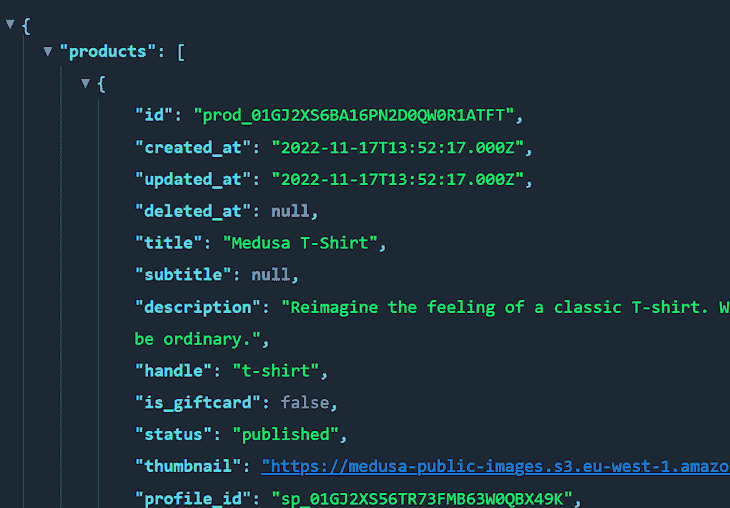 {
"products": [
{
"id": "prod_01GJ2XS6BA16PN2D0QW0R1ATFT",
"created_at": "2022-11-17T13:52:17.000Z",
"updated_at": "2022-11-17T13:52:17.000Z",
"deleted_at": null,
"title": "Medusa T-Shirt",
"subtitle": null,
"description": "Reimagine the feeling of a classic T-shirt. W
be ordinary.",
"handle": "t-shirt",
"is_giftcard": false,
"status": "published",
"thumbnail": "https://medusa-public-images.s3.eu-west-1.amazo
"profile_id": "sp_01GJ2XS56TR73FMB63W0QBX49K",